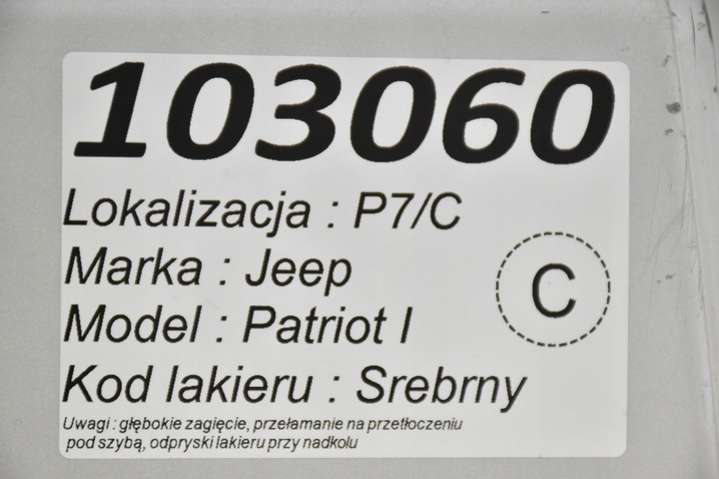 103060
Lokalizacja : P7/C
Marka : Jeep
C
Model : Patriot I
Kod lakieru : Srebrny
Uwagi : głębokie zagięcie, przełamanie na przetłoczeniu
pod szybą, odpryski lakieru przy nadkolu